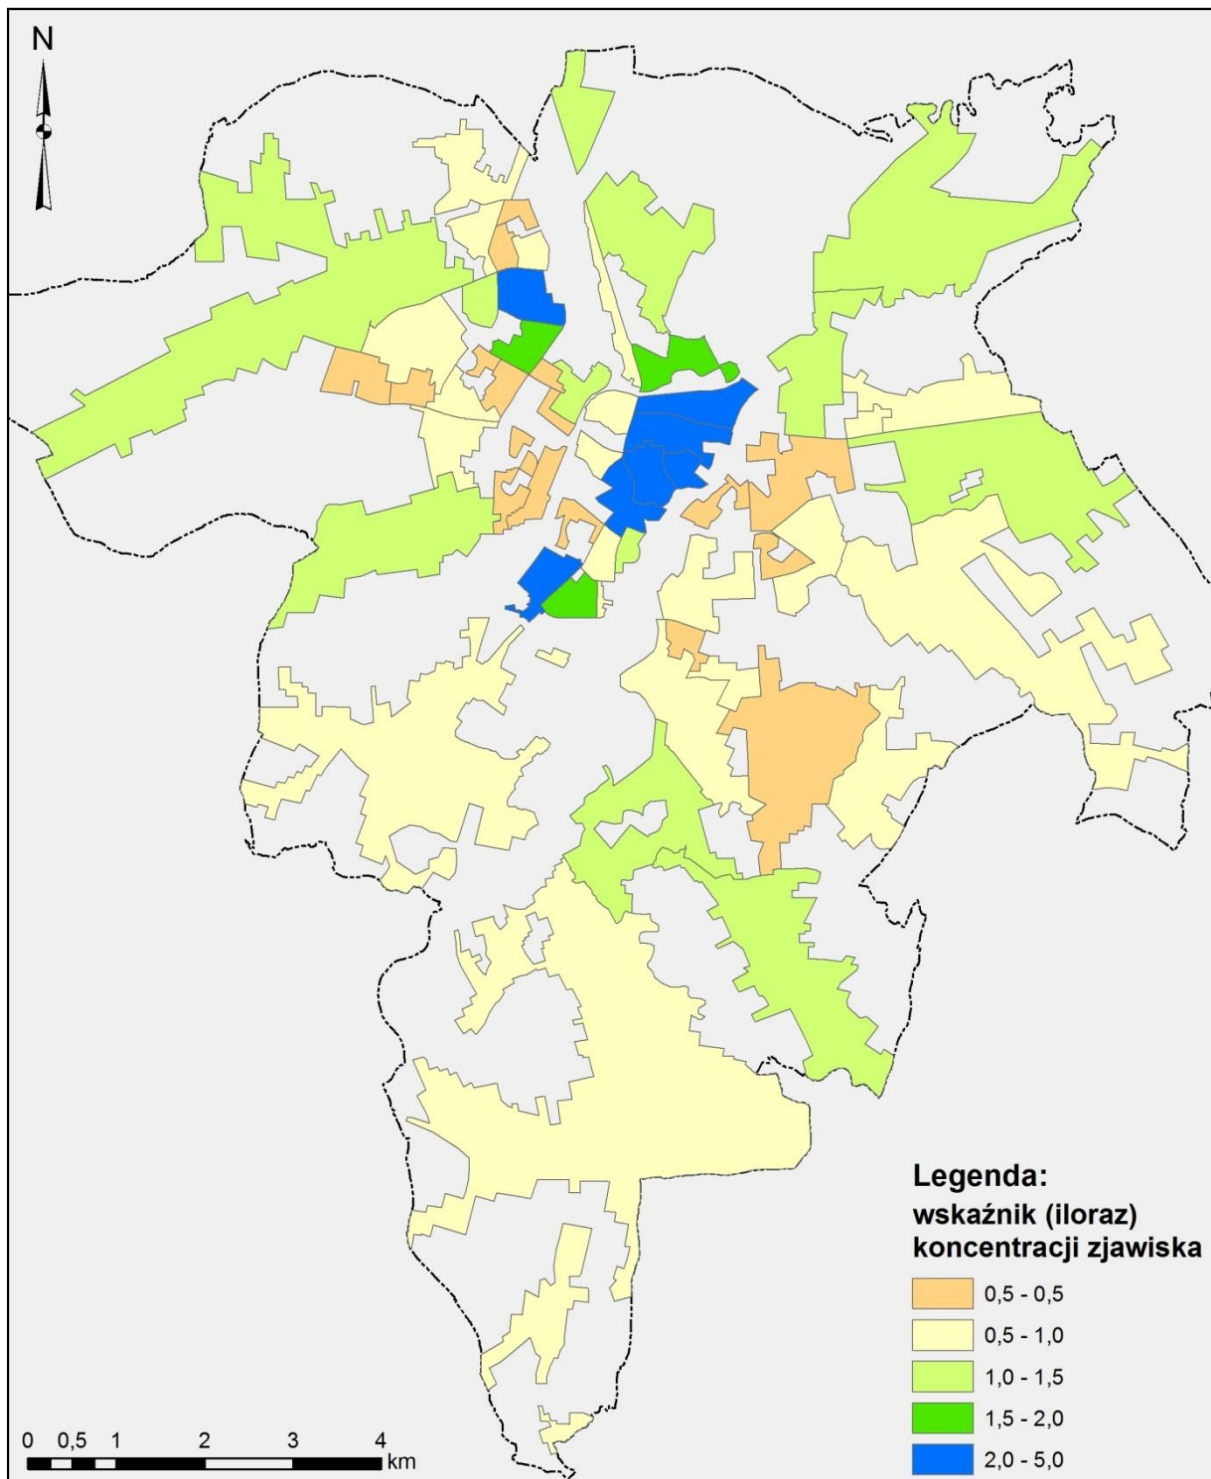 N
Legenda:
wskaźnik (iloraz)
koncentracji zjawiska
0,5 - 0,5
0,5 - 1,0
1,0 - 1,5
1,5 - 2,0
2,0 - 5,0
0 0,5 1 2 3 4
km